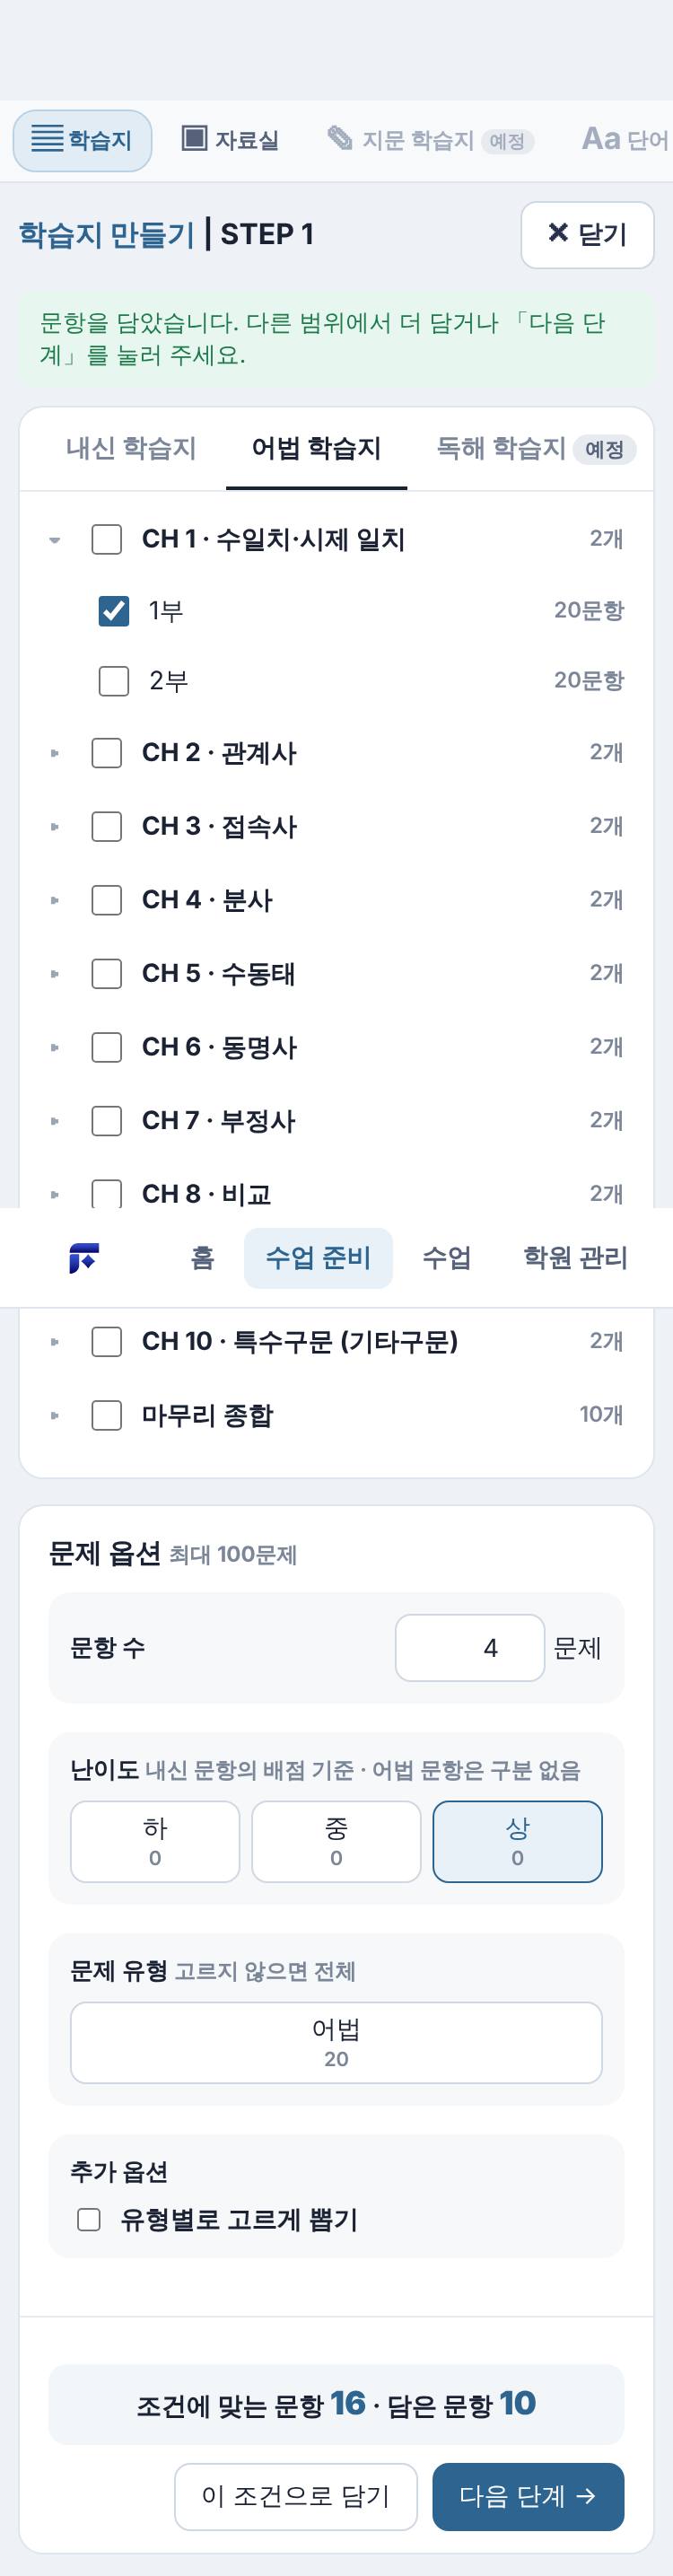 학습지
자료실
지문 학습지 예정
Aa 단어
학습지 만들기 | STEP 1
× 닫기
문항을 담았습니다. 다른 범위에서 더 담거나 「다음 단
계」를 눌러 주세요.
내신 학습지
어법 학습지
독해 학습지 예정
CH 1 · 수일치·시제 일치 2개
1부 20문항
2부 20문항
CH 2 · 관계사 2개
CH 3 · 접속사 2개
CH 4 · 분사 2개
CH 5 · 수동태 2개
CH 6 · 동명사 2개
CH 7 · 부정사 2개
CH 8 · 비교 2개
홈
수업 준비
수업
학원 관리
CH 10 · 특수구문 (기타구문) 2개
마무리 종합 10개
문제 옵션 최대 100문제
문항 수 4 문제
난이도 내신 문항의 배점 기준 · 어법 문항은 구분 없음
하 중 상
0 0 0
문제 유형 고르지 않으면 전체
어법
20
추가 옵션
유형별로 고르게 뽑기
조건에 맞는 문항 16 · 담은 문항 10
이 조건으로 담기
다음 단계 →